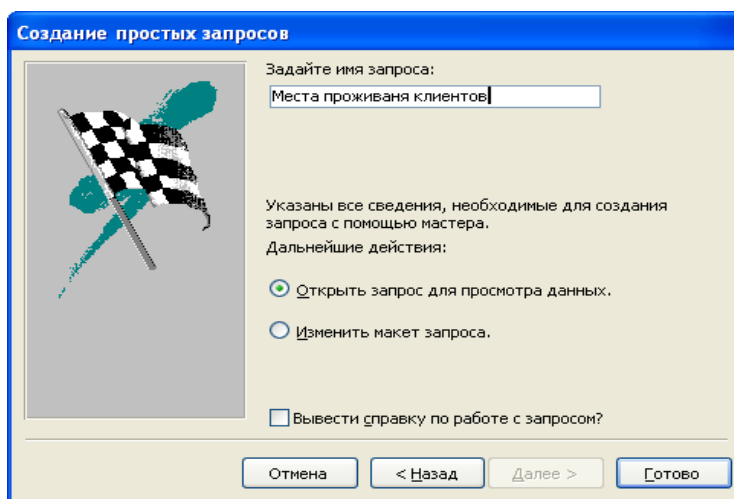 Создание простых запросов
Задайте имя запроса:
Места проживаня клиентов
Указаны все сведения, необходимые для создания
запроса с помощью мастера.
Дальнейшие действия:
Открыть запрос для просмотра данных.
Изменить макет запроса.
Вывести справку по работе с запросом?
Отмена
< Назад
Далее >
Готово